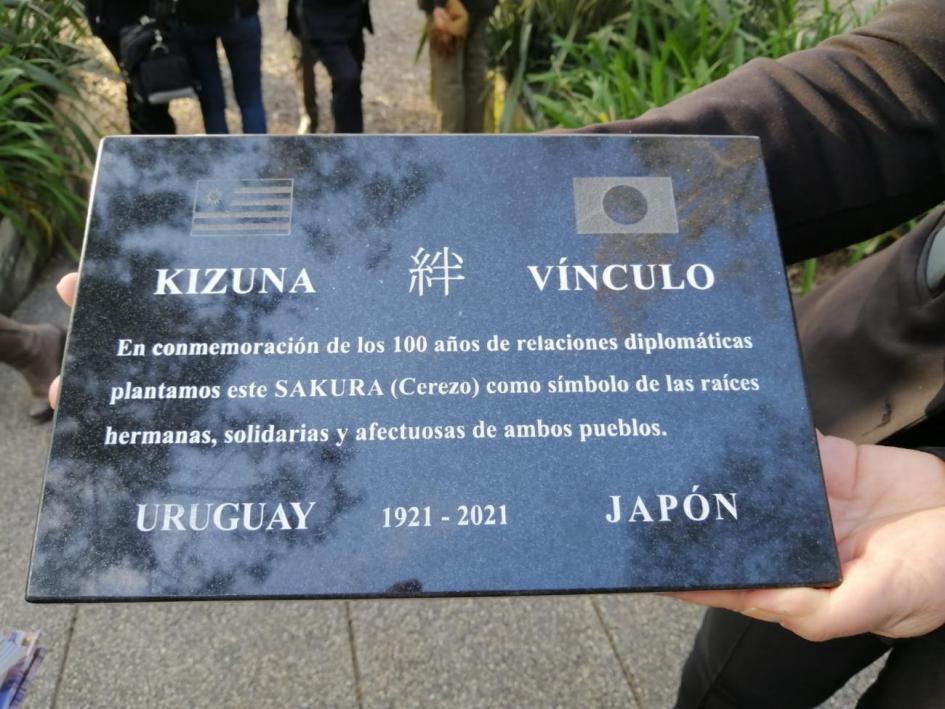 KIZUNA 絆 VÍNCULO
En conmemoración de los 100 años de relaciones diplomáticas
plantamos este SAKURA (Cerezo) como símbolo de las raíces
hermanas, solidarias y afectuosas de ambos pueblos.
URUGUAY 1921 - 2021 JAPÓN